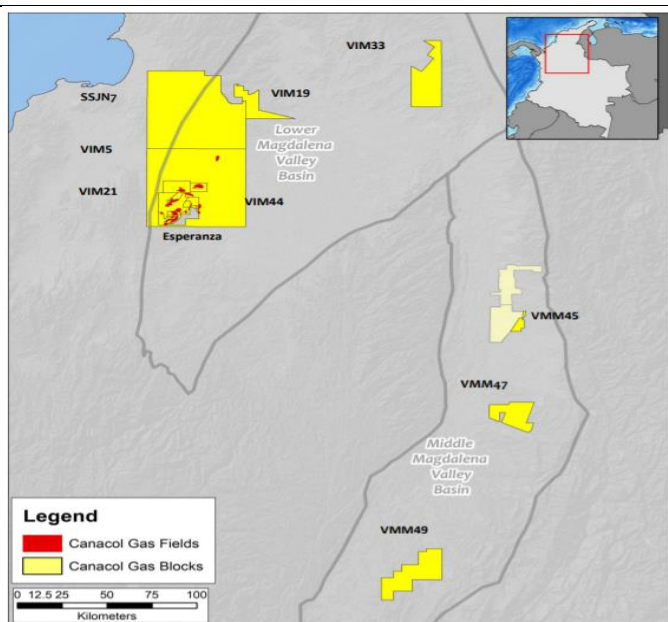 VIM33
SSJN7
VIM19
Lower
Magdalena
Valley
Basin
VIM5
VIM21
VIM44
Esperanza
VMM45
VMM47
Middle
Magdalena
Valley
Basin
VMM49
Legend
Canacol Gas Fields
Canacol Gas Blocks
0 12.5 25 50 75 100
Kilometers